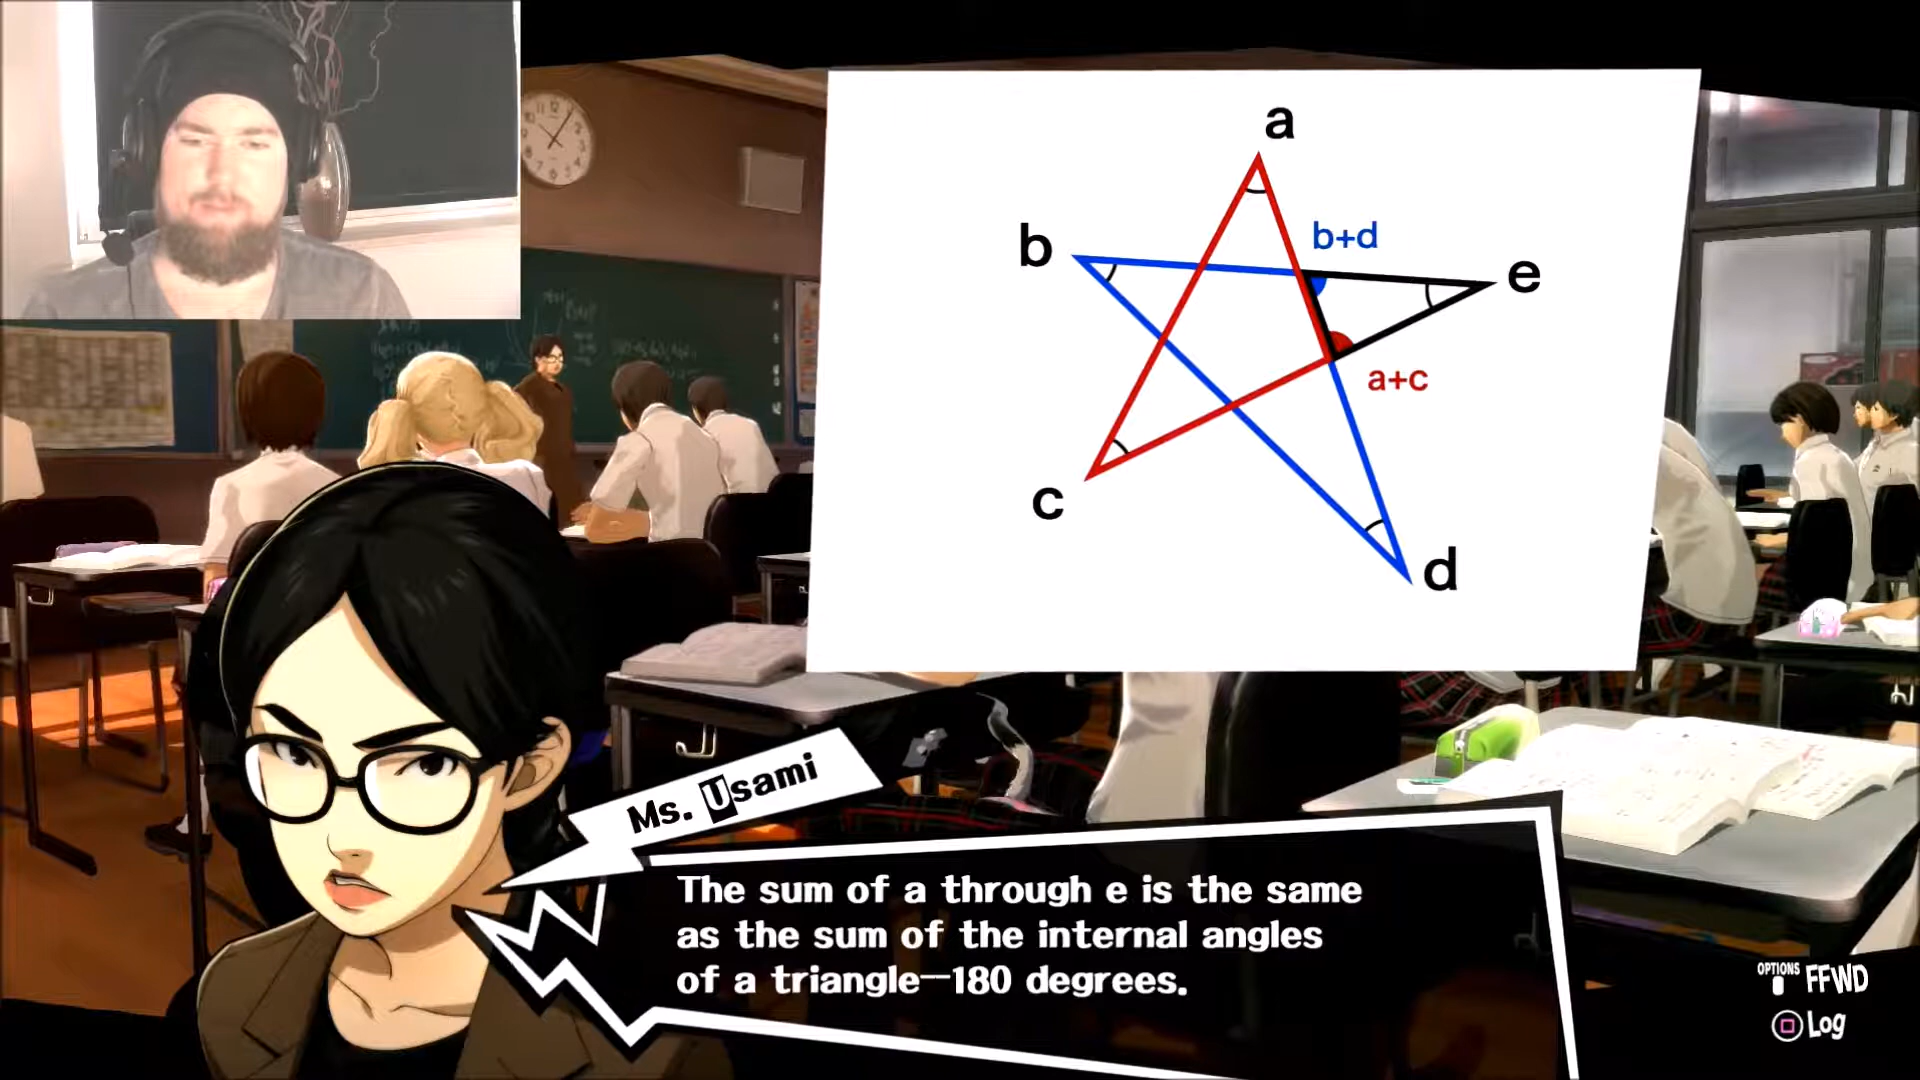 a
b+d
b
e
a+c
c
d
Ms. Usami
The sum of a through e is the same
as the sum of the internal angles
of a triangle—180 degrees.
OPTIONS FFWD
Log